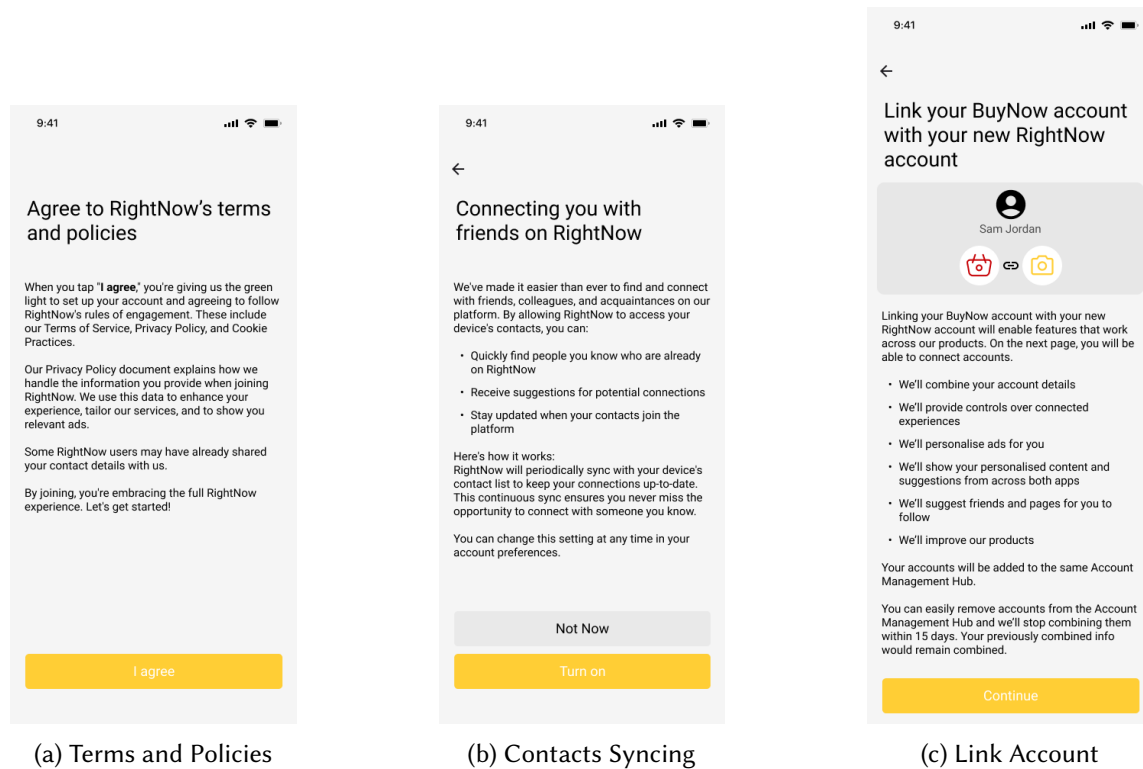 9:41
Agree to RightNow's terms
and policies
When you tap "I agree," you're giving us the green
light to set up your account and agreeing to follow
RightNow's rules of engagement. These include
our Terms of Service, Privacy Policy, and Cookie
Practices.
Our Privacy Policy document explains how we
handle the information you provide when joining
RightNow. We use this data to enhance your
experience, tailor our services, and to show you
relevant ads.
Some RightNow users may have already shared
your contact details with us.
By joining, you're embracing the full RightNow
experience. Let's get started!
I agree
(a) Terms and Policies
9:41
Connecting you with
friends on RightNow
We've made it easier than ever to find and connect
with friends, colleagues, and acquaintances on our
platform. By allowing RightNow to access your
device's contacts, you can:
• Quickly find people you know who are already
on RightNow
• Receive suggestions for potential connections
• Stay updated when your contacts join the
platform
Here's how it works:
RightNow will periodically sync with your device's
contact list to keep your connections up-to-date.
This continuous sync ensures you never miss the
opportunity to connect with someone you know.
You can change this setting at any time in your
account preferences.
Not Now
Turn on
(b) Contacts Syncing
9:41
Link your BuyNow account
with your new RightNow
account
Sam Jordan
Linking your BuyNow account with your new
RightNow account will enable features that work
across our products. On the next page, you will be
able to connect accounts.
• We'll combine your account details
• We'll provide controls over connected
experiences
• We'll personalise ads for you
• We'll show your personalised content and
suggestions from across both apps
• We'll suggest friends and pages for you to
follow
• We'll improve our products
Your accounts will be added to the same Account
Management Hub.
You can easily remove accounts from the Account
Management Hub and we'll stop combining them
within 15 days. Your previously combined info
would remain combined.
Continue
(c) Link Account